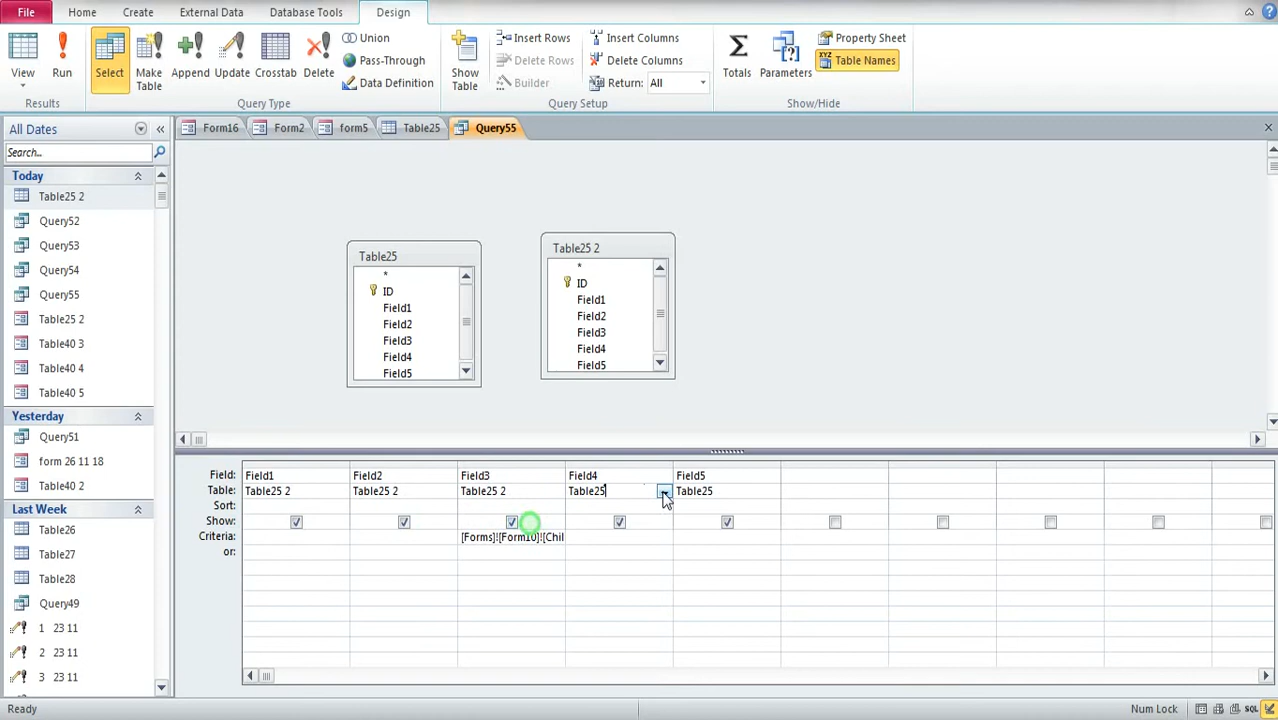 File Home Create External Data Database Tools Design
View Run Select Make Table Append Update Crosstab Delete
Union
Pass-Through
Data Definition
Show Table
Insert Rows
Delete Rows
Builder
Insert Columns
Delete Columns
Return: All
Totals Parameters
Property Sheet
Table Names
Results Query Type Query Setup Show/Hide
All Dates
Form16 Form2 form5 Table25 Query55
Search...
Today
Table25 2
Query52
Query53
Query54
Query55
Table25 2
Table40 3
Table40 4
Table40 5
Yesterday
Query51
form 26 11 18
Table40 2
Last Week
Table26
Table27
Table28
Query49
1 23 11
2 23 11
3 23 11
Table25
*
ID
Field1
Field2
Field3
Field4
Field5
Table25 2
*
ID
Field1
Field2
Field3
Field4
Field5
Field: Field1 Field2 Field3 Field4 Field5
Table: Table25 2 Table25 2 Table25 2 Table25 Table25
Sort:
Show:
Criteria: [Forms]![Form10]![Chil
or:
Ready Num Lock SQL